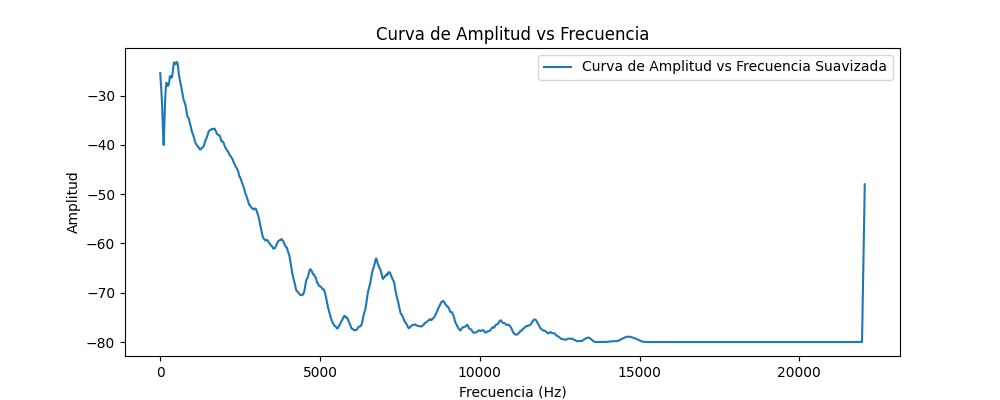 Curva de Amplitud vs Frecuencia
Curva de Amplitud vs Frecuencia Suavizada
Amplitud
−30
−40
−50
−60
−70
−80
0 5000 10000 15000 20000
Frecuencia (Hz)